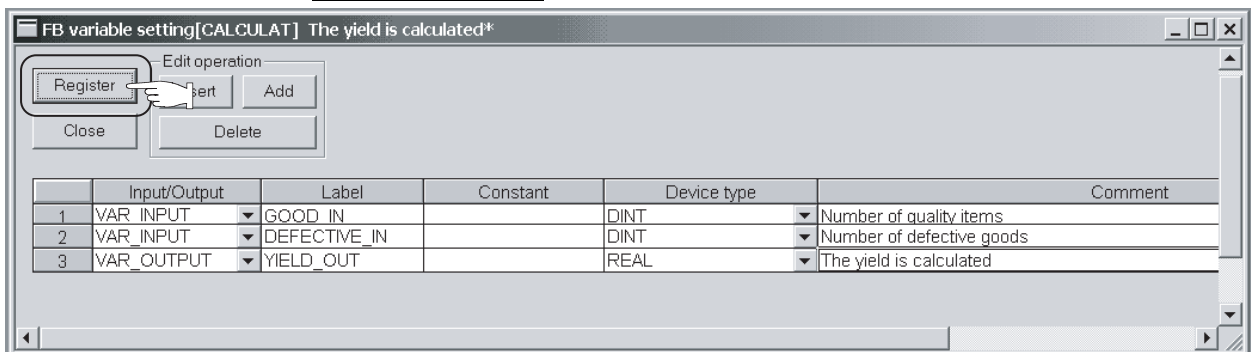 FB variable setting[CALCULAT] The yield is calculated*
Edit operation
Register sert Add
Close Delete
Input/Output Label Constant Device type Comment
1 VAR_INPUT GOOD_IN DINT Number of quality items
2 VAR_INPUT DEFECTIVE_IN DINT Number of defective goods
3 VAR_OUTPUT YIELD_OUT REAL The yield is calculated